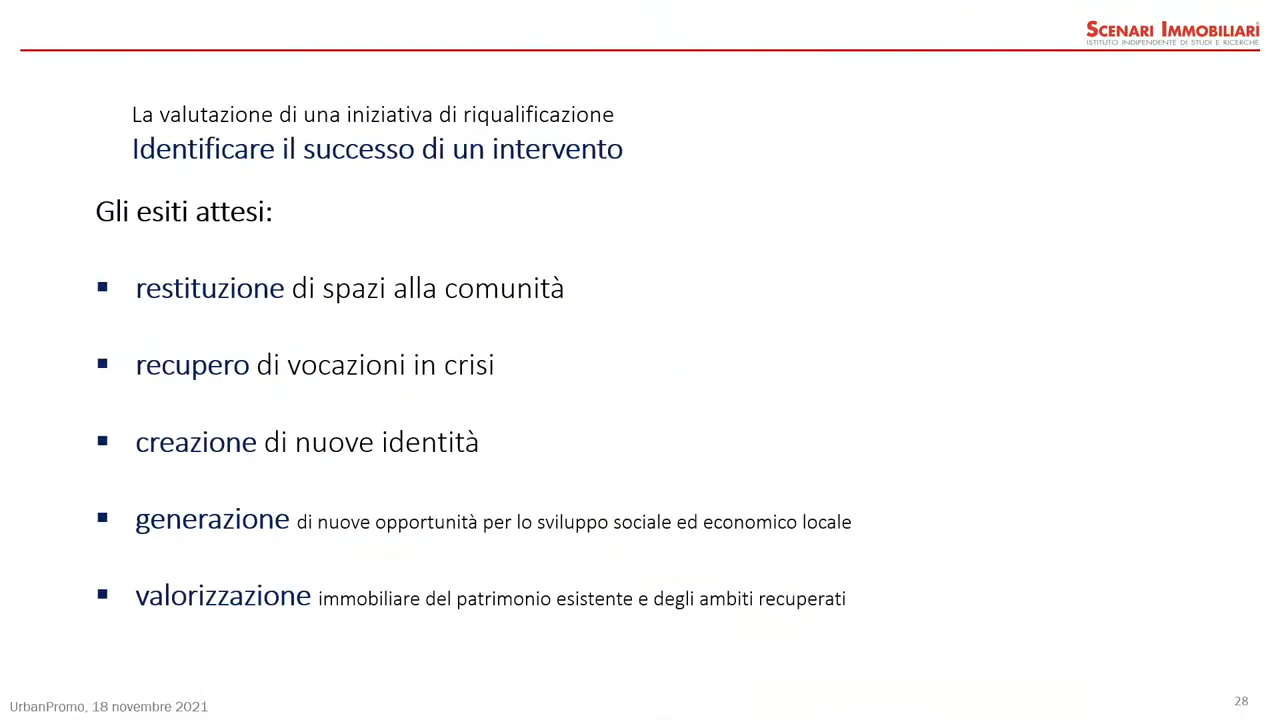 SCENARI IMMOBILIARI
ISTITUTO INDIPENDENTE DI STUDI E RICERCHE
La valutazione di una iniziativa di riqualificazione
Identificare il successo di un intervento
Gli esiti attesi:
▪ restituzione di spazi alla comunità
▪ recupero di vocazioni in crisi
▪ creazione di nuove identità
▪ generazione di nuove opportunità per lo sviluppo sociale ed economico locale
▪ valorizzazione immobiliare del patrimonio esistente e degli ambiti recuperati
UrbanPromo, 18 novembre 2021
28